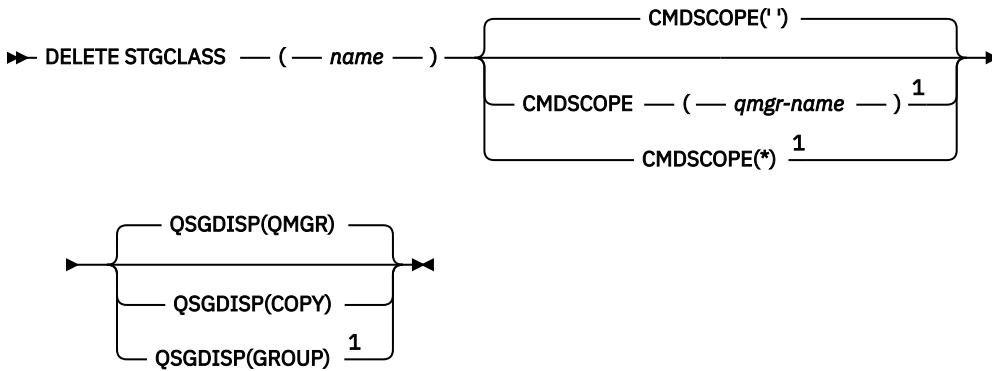 CMDSCOPE(' ')
DELETE STGCLASS ( name )
CMDSCOPE ( qmgr-name ) 1
CMDSCOPE(*) 1
QSGDISP(QMGR)
QSGDISP(COPY)
QSGDISP(GROUP) 1